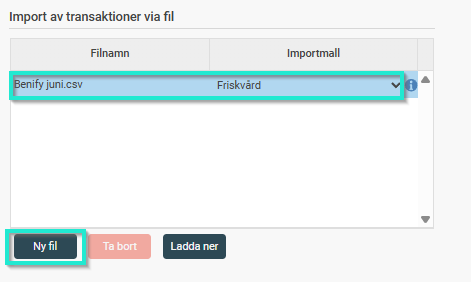 Import av transaktioner via fil
Filnamn Importmall
Benify juni.csv Friskvård
Ny fil Ta bort Ladda ner